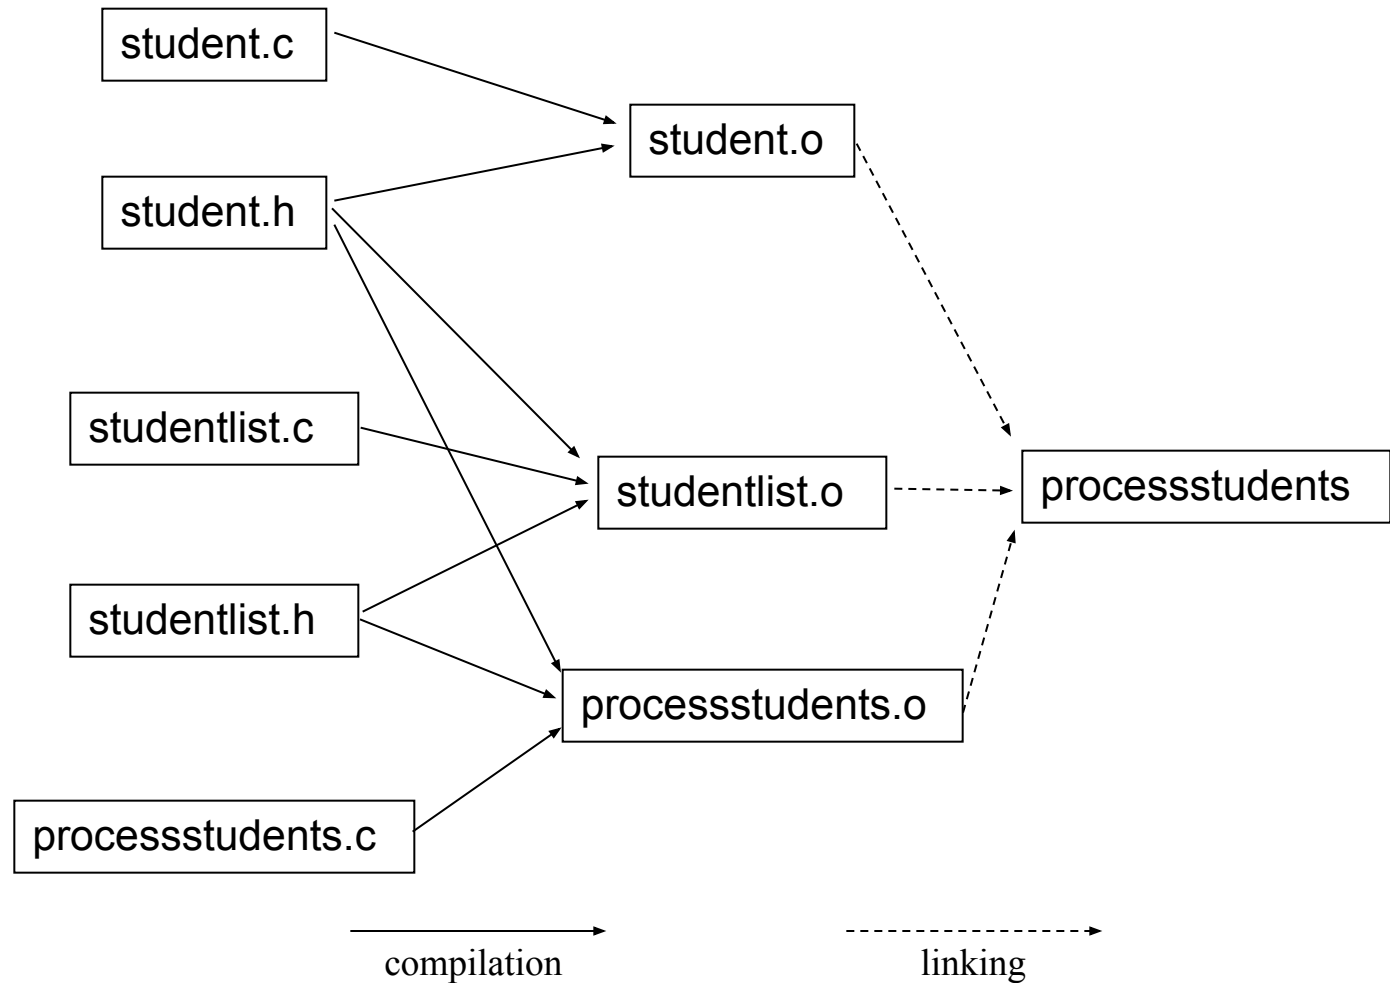 student.c
student.o
student.h
studentlist.c
studentlist.o
processstudents
studentlist.h
processstudents.o
processstudents.c
compilation
linking